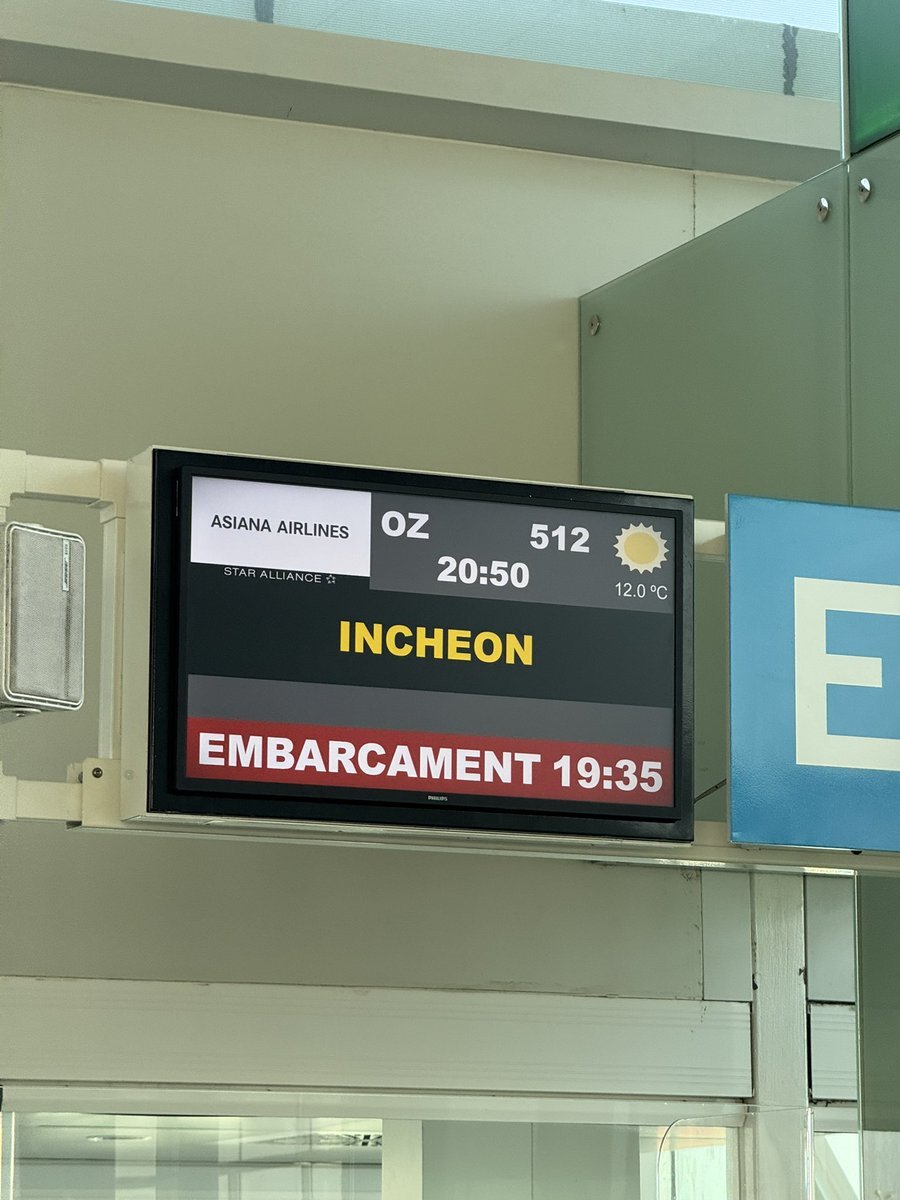 ASIANA AIRLINES
STAR ALLIANCE
OZ 512
20:50
12.0 ºC
INCHEON
EMBARCAMENT 19:35
PHILIPS
E